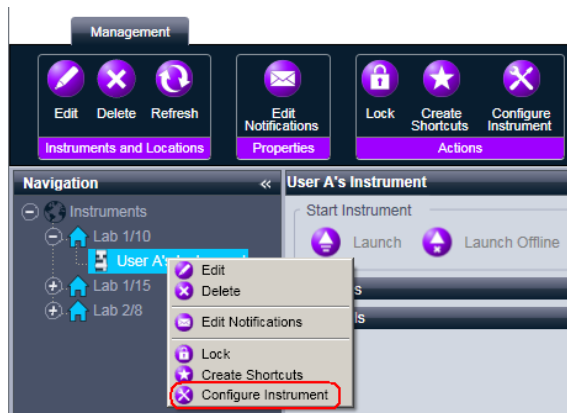 Management
Edit Delete Refresh
Edit Notifications
Lock
Create Shortcuts
Configure Instrument
Instruments and Locations
Properties
Actions
Navigation «
User A's Instrument
Instruments
Lab 1/10
User A's
Lab 1/15
Lab 2/8
Start Instrument
Launch
Launch Offline
Edit
Delete
Edit Notifications
Lock
Create Shortcuts
Configure Instrument